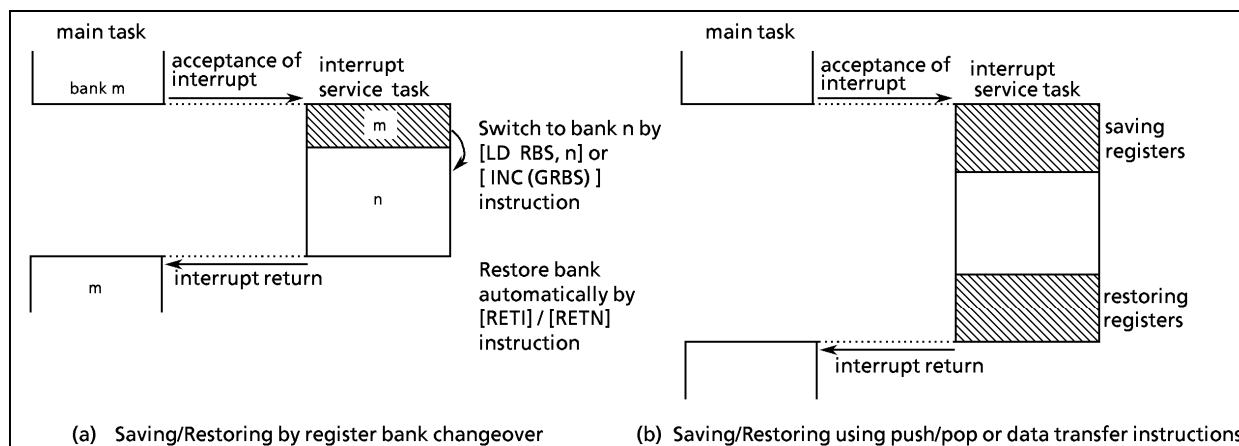 main task
bank m
acceptance of
interrupt
interrupt
service task
m
Switch to bank n by
[LD RBS, n] or
[ INC (GRBS) ]
instruction
n
interrupt return
m
Restore bank
automatically by
[RETI] / [RETN]
instruction
(a) Saving/Restoring by register bank changeover
main task
acceptance of
interrupt
interrupt
service task
saving
registers
restoring
registers
interrupt return
(b) Saving/Restoring using push/pop or data transfer instructions